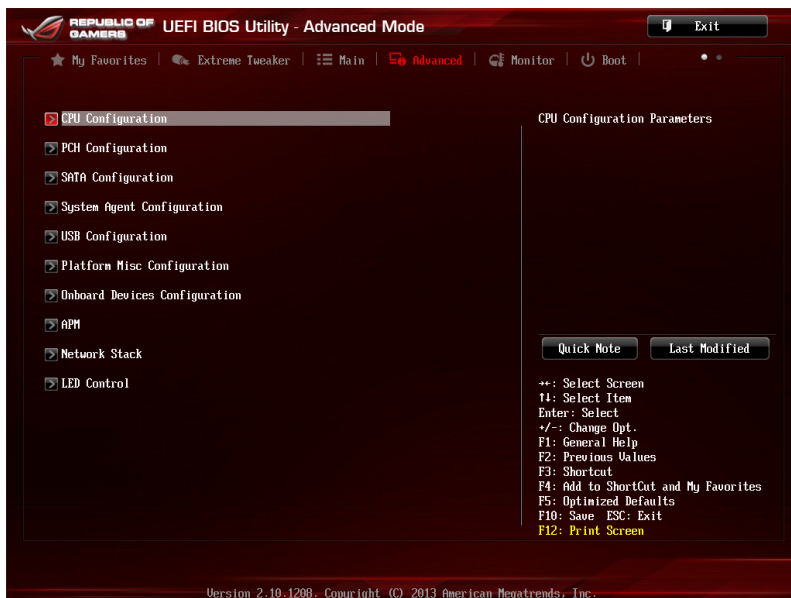 REPUBLIC OF
GAMERS
UEFI BIOS Utility - Advanced Mode
Exit
My Favorites
Extreme Tweaker
Main
Advanced
Monitor
Boot
CPU Configuration
PCH Configuration
SATA Configuration
System Agent Configuration
USB Configuration
Platform Misc Configuration
Onboard Devices Configuration
APM
Network Stack
LED Control
CPU Configuration Parameters
Quick Note
Last Modified
→←: Select Screen
↑↓: Select Item
Enter: Select
+/-: Change Opt.
F1: General Help
F2: Previous Values
F3: Shortcut
F4: Add to ShortCut and My Favorites
F5: Optimized Defaults
F10: Save  ESC: Exit
F12: Print Screen
Version 2.10.1208. Copyright (C) 2013 American Megatrends, Inc.